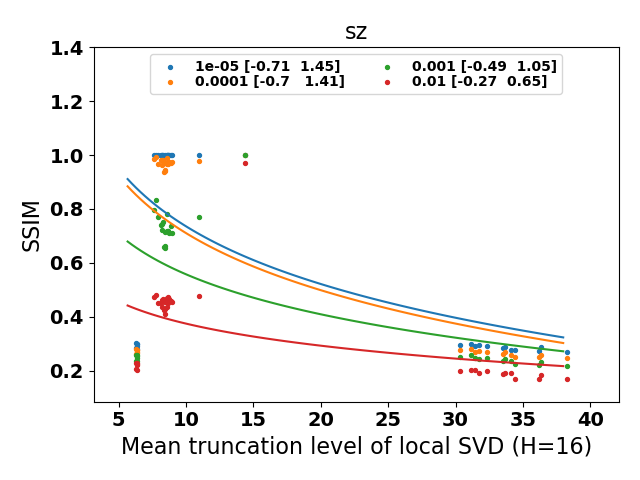 sz
1.4
1e-05 [-0.71  1.45]
0.0001 [-0.7   1.41]
0.001 [-0.49  1.05]
0.01 [-0.27  0.65]
1.2
1.0
0.8
0.6
0.4
0.2
SSIM
5 10 15 20 25 30 35 40
Mean truncation level of local SVD (H=16)